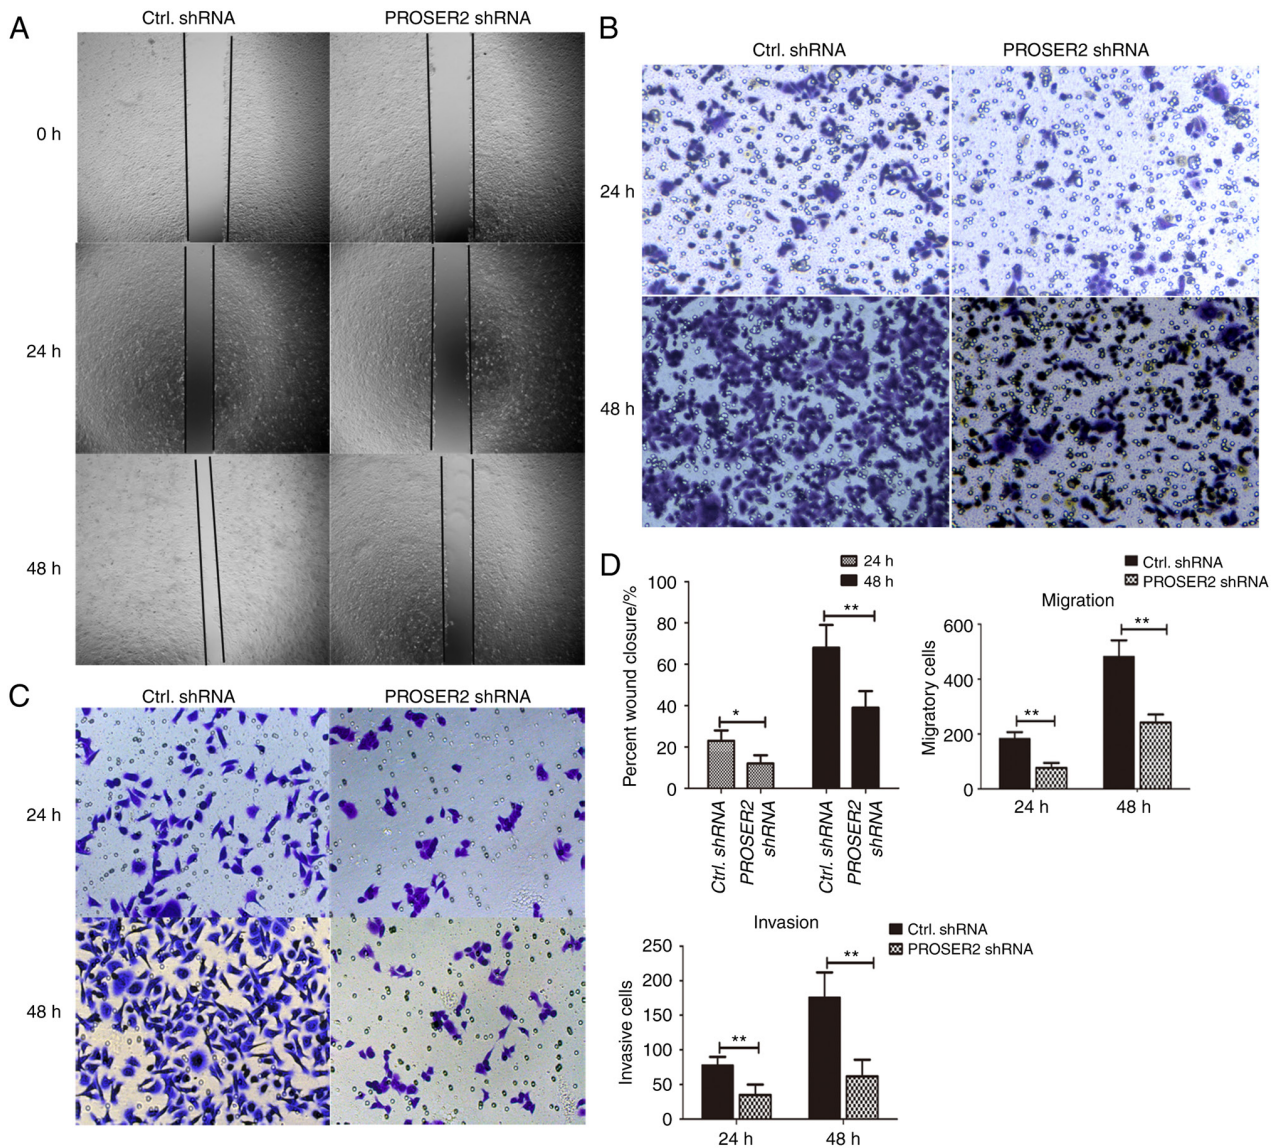 A
Ctrl. shRNA
PROSER2 shRNA
0 h
24 h
48 h
B
Ctrl. shRNA
PROSER2 shRNA
24 h
48 h
C
Ctrl. shRNA
PROSER2 shRNA
24 h
48 h
D
24 h
48 h
Percent wound closure/%
100
80
60
40
20
0
*
**
Ctrl. shRNA
PROSER2
shRNA
Ctrl. shRNA
PROSER2
shRNA
Ctrl. shRNA
PROSER2 shRNA
Migration
Migratory cells
600
400
200
0
**
**
24 h
48 h
Invasion
Ctrl. shRNA
PROSER2 shRNA
Invasive cells
250
200
150
100
50
0
**
**
24 h
48 h